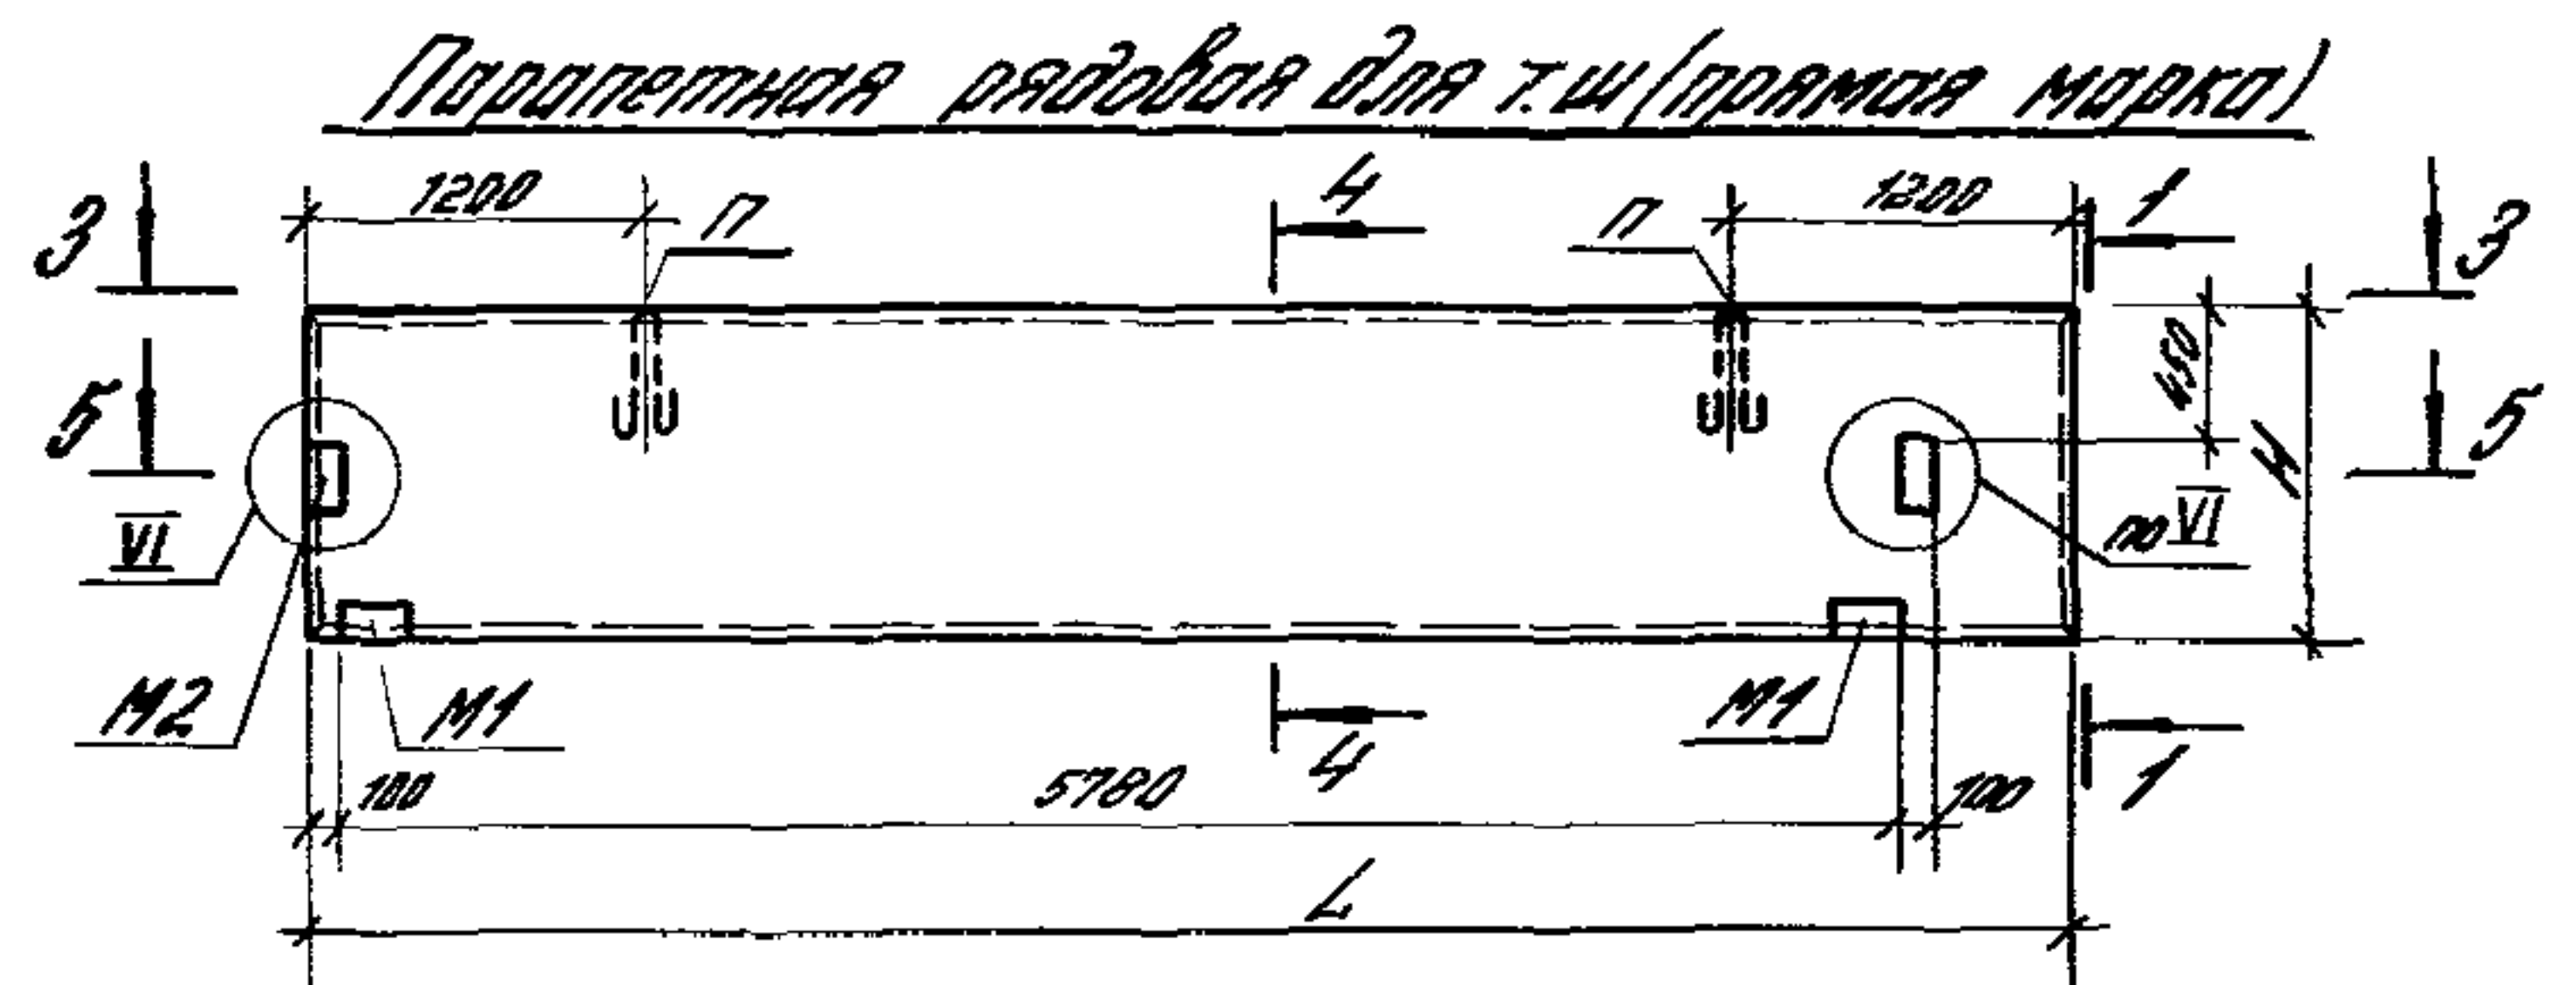 Парапетная рядовая для т.ш (прямая марка)
3
1200
П
4
П
1200
1
3
5
450
Н
5
VI
по VI
М2
М1
М1
100
5780
4
100
1
L